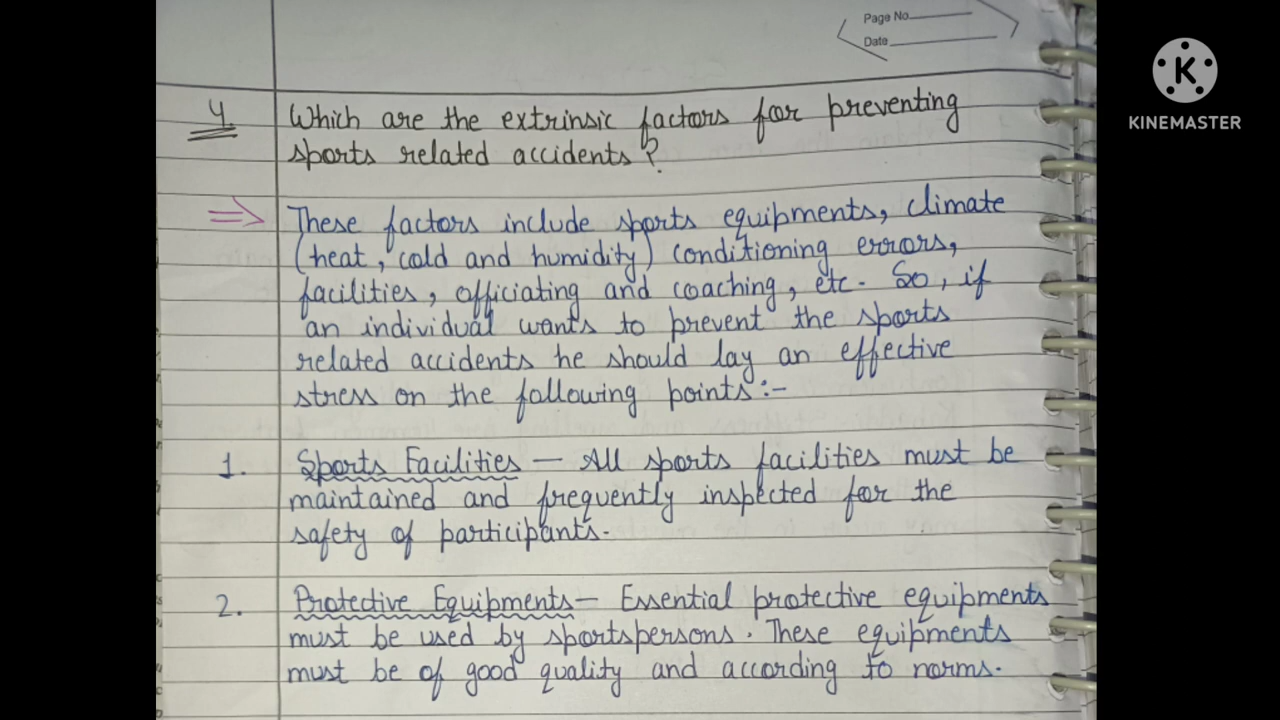 Page No.
Date
K
KINEMASTER
4. Which are the extrinsic factors for preventing
sports related accidents?
⇒ These factors include sports equipments, climate
(heat, cold and humidity) conditioning errors,
facilities, officiating and coaching, etc. So, if
an individual wants to prevent the sports
related accidents he should lay an effective
stress on the following points:-
1. Sports Facilities - All sports facilities must be
maintained and frequently inspected for the
safety of participants.
2. Protective Equipments - Essential protective equipments
must be used by sportspersons. These equipments
must be of good quality and according to norms.